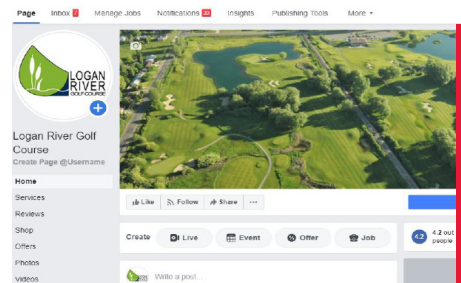 Page Inbox 7 Manage Jobs Notifications 33 Insights Publishing Tools More
LOGAN
RIVER
GOLF COURSE
Logan River Golf
Course
Create Page @Username
Home
Services
Reviews
Shop
Offers
Photos
Videos
Like Follow Share ...
Create Live Event Offer Job
4.2 4.2 out
people
Write a post...